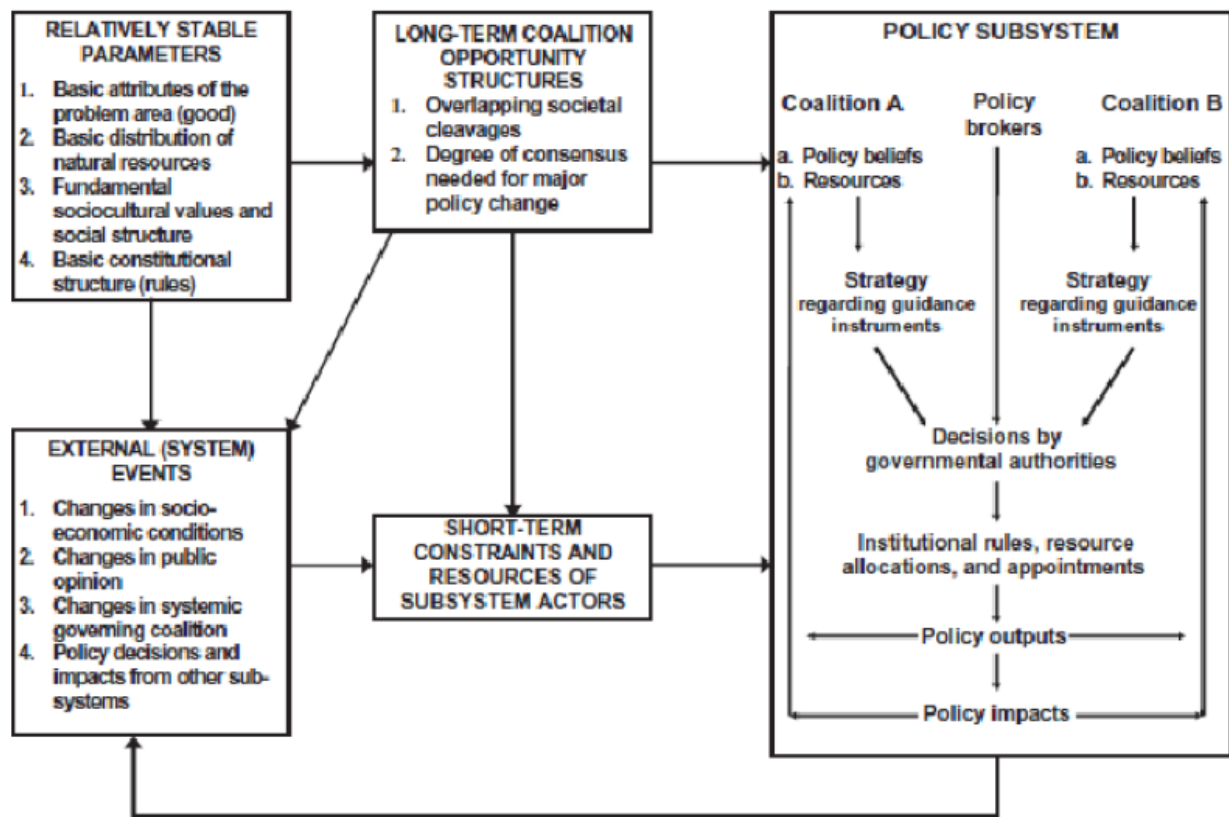 RELATIVELY STABLE
PARAMETERS
1. Basic attributes of the
problem area (good)
2. Basic distribution of
natural resources
3. Fundamental
sociocultural values and
social structure
4. Basic constitutional
structure (rules)
LONG-TERM COALITION
OPPORTUNITY
STRUCTURES
1. Overlapping societal
cleavages
2. Degree of consensus
needed for major
policy change
POLICY SUBSYSTEM
Coalition A
Policy
brokers
Coalition B
a. Policy beliefs
b. Resources
a. Policy beliefs
b. Resources
Strategy
regarding guidance
instruments
Strategy
regarding guidance
instruments
Decisions by
governmental authorities
Institutional rules, resource
allocations, and appointments
Policy outputs
Policy impacts
EXTERNAL (SYSTEM)
EVENTS
1. Changes in socio-
economic conditions
2. Changes in public
opinion
3. Changes in systemic
governing coalition
4. Policy decisions and
impacts from other sub-
systems
SHORT-TERM
CONSTRAINTS AND
RESOURCES OF
SUBSYSTEM ACTORS